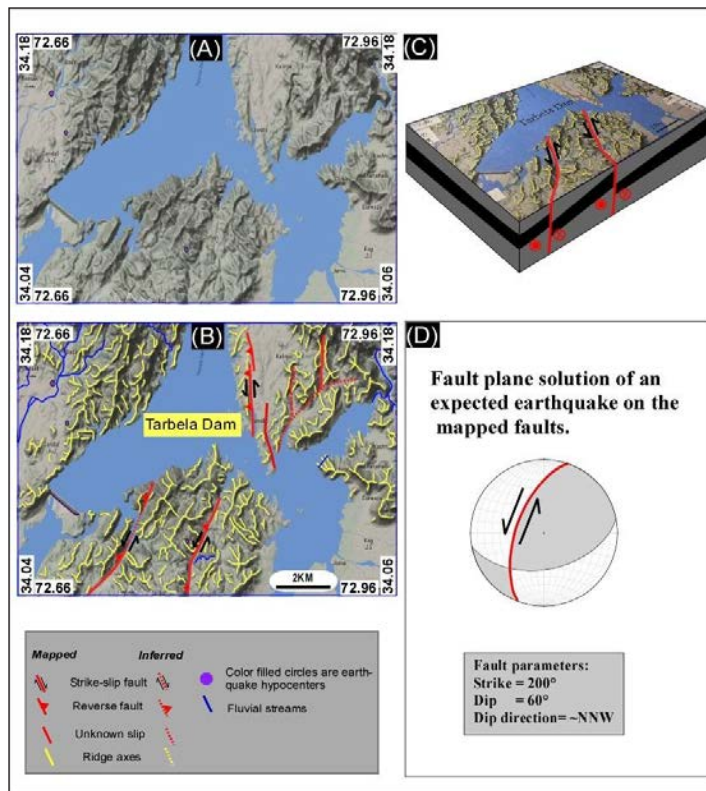 (A)
72.66
72.96
34.18
34.18
34.04
34.06
72.66
72.96
(C)
Tarbela Dam
(B)
72.66
72.96
34.18
34.18
Tarbela Dam
34.04
34.06
72.66
72.96
2KM
(D)
Fault plane solution of an
expected earthquake on the
mapped faults.
Fault parameters:
Strike = 200°
Dip = 60°
Dip direction= ~NNW
Mapped Inferred
Strike-slip fault
Reverse fault
Unknown slip
Ridge axes
Color filled circles are earth-
quake hypocenters
Fluvial streams